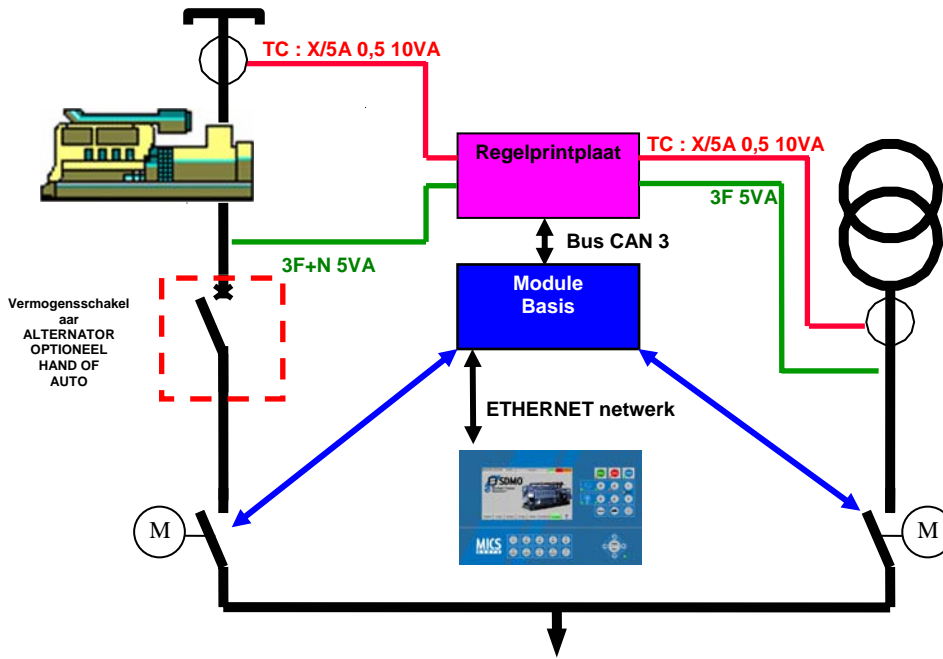 TC : X/5A 0,5 10VA
Regelprintplaat
TC : X/5A 0,5 10VA
3F 5VA
3F+N 5VA
Bus CAN 3
Module
Basis
Vermogensschakel
aar
ALTERNATOR
OPTIONEEL
HAND OF
AUTO
ETHERNET netwerk
SDMO
MICS
M
M